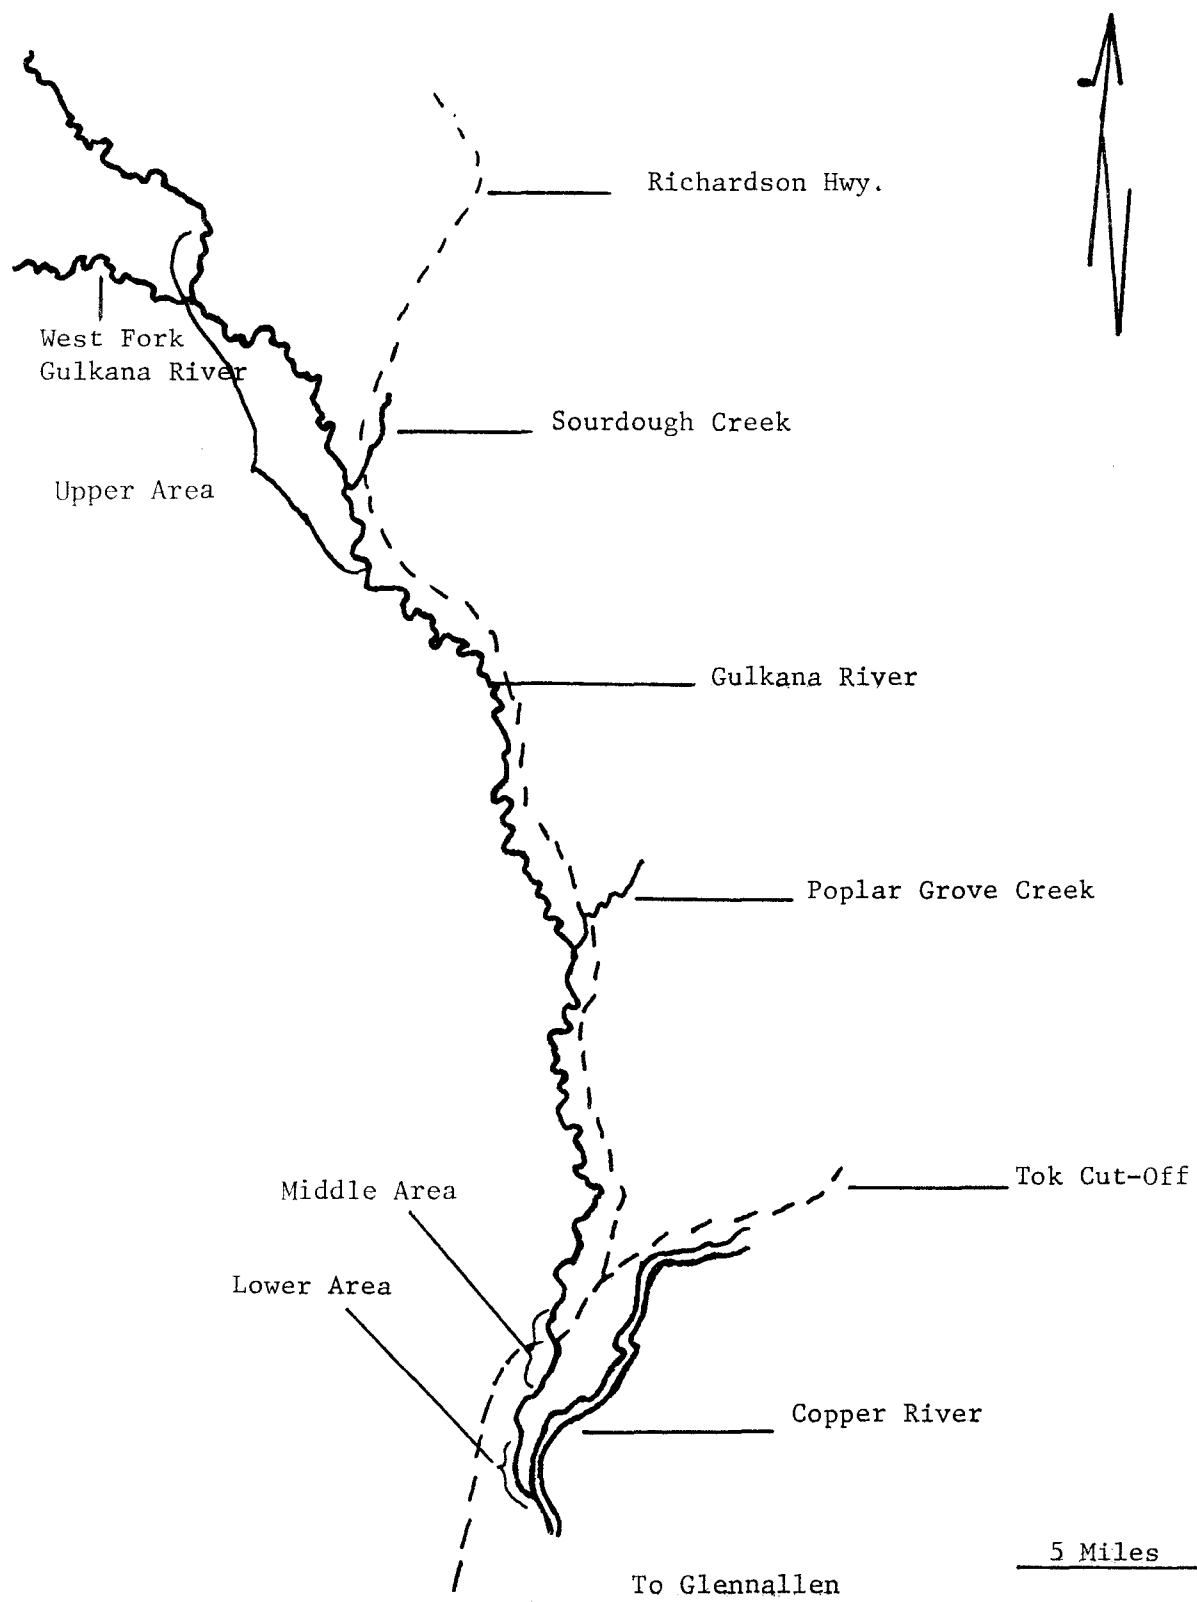 Richardson Hwy.
West Fork
Gulkana River
Sourdough Creek
Upper Area
Gulkana River
Poplar Grove Creek
Tok Cut-Off
Middle Area
Lower Area
Copper River
5 Miles
To Glennallen